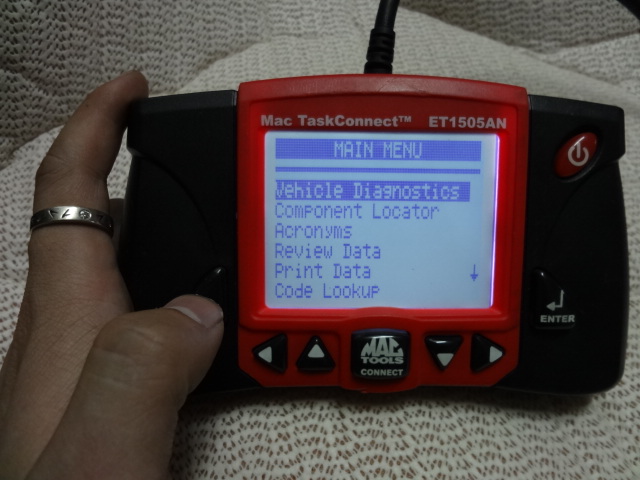 Mac TaskConnect™ ET1505AN
MAIN MENU
Vehicle Diagnostics
Component Locator
Acronyms
Review Data
Print Data
Code Lookup
ENTER
MAC
TOOLS
CONNECT